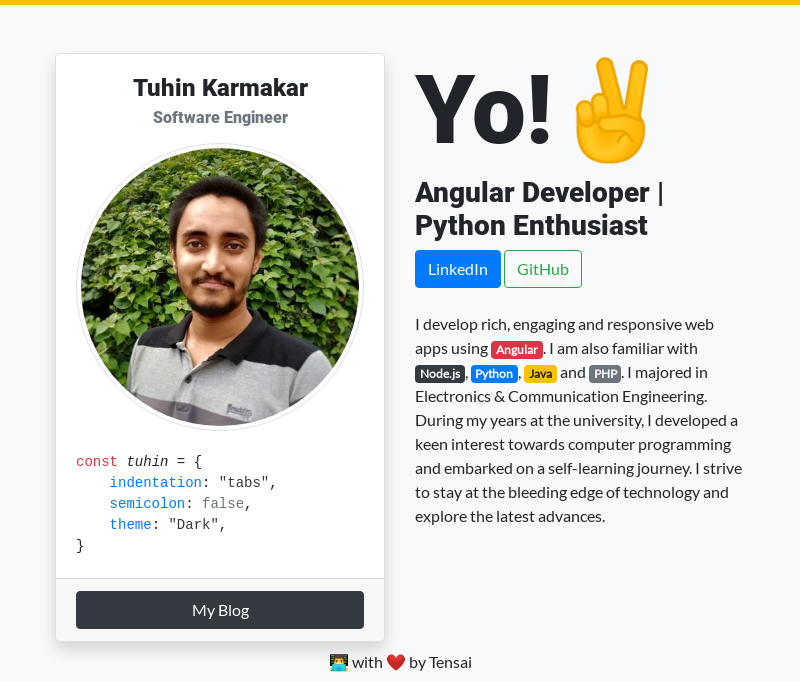 Tuhin Karmakar
Software Engineer
const tuhin = {
    indentation: "tabs",
    semicolon: false,
    theme: "Dark",
}
My Blog
Yo!✌
Angular Developer |
Python Enthusiast
LinkedIn GitHub
I develop rich, engaging and responsive web
apps using Angular. I am also familiar with
Node.js, Python, Java and PHP. I majored in
Electronics & Communication Engineering.
During my years at the university, I developed a
keen interest towards computer programming
and embarked on a self-learning journey. I strive
to stay at the bleeding edge of technology and
explore the latest advances.
👨‍💻 with ❤️ by Tensai